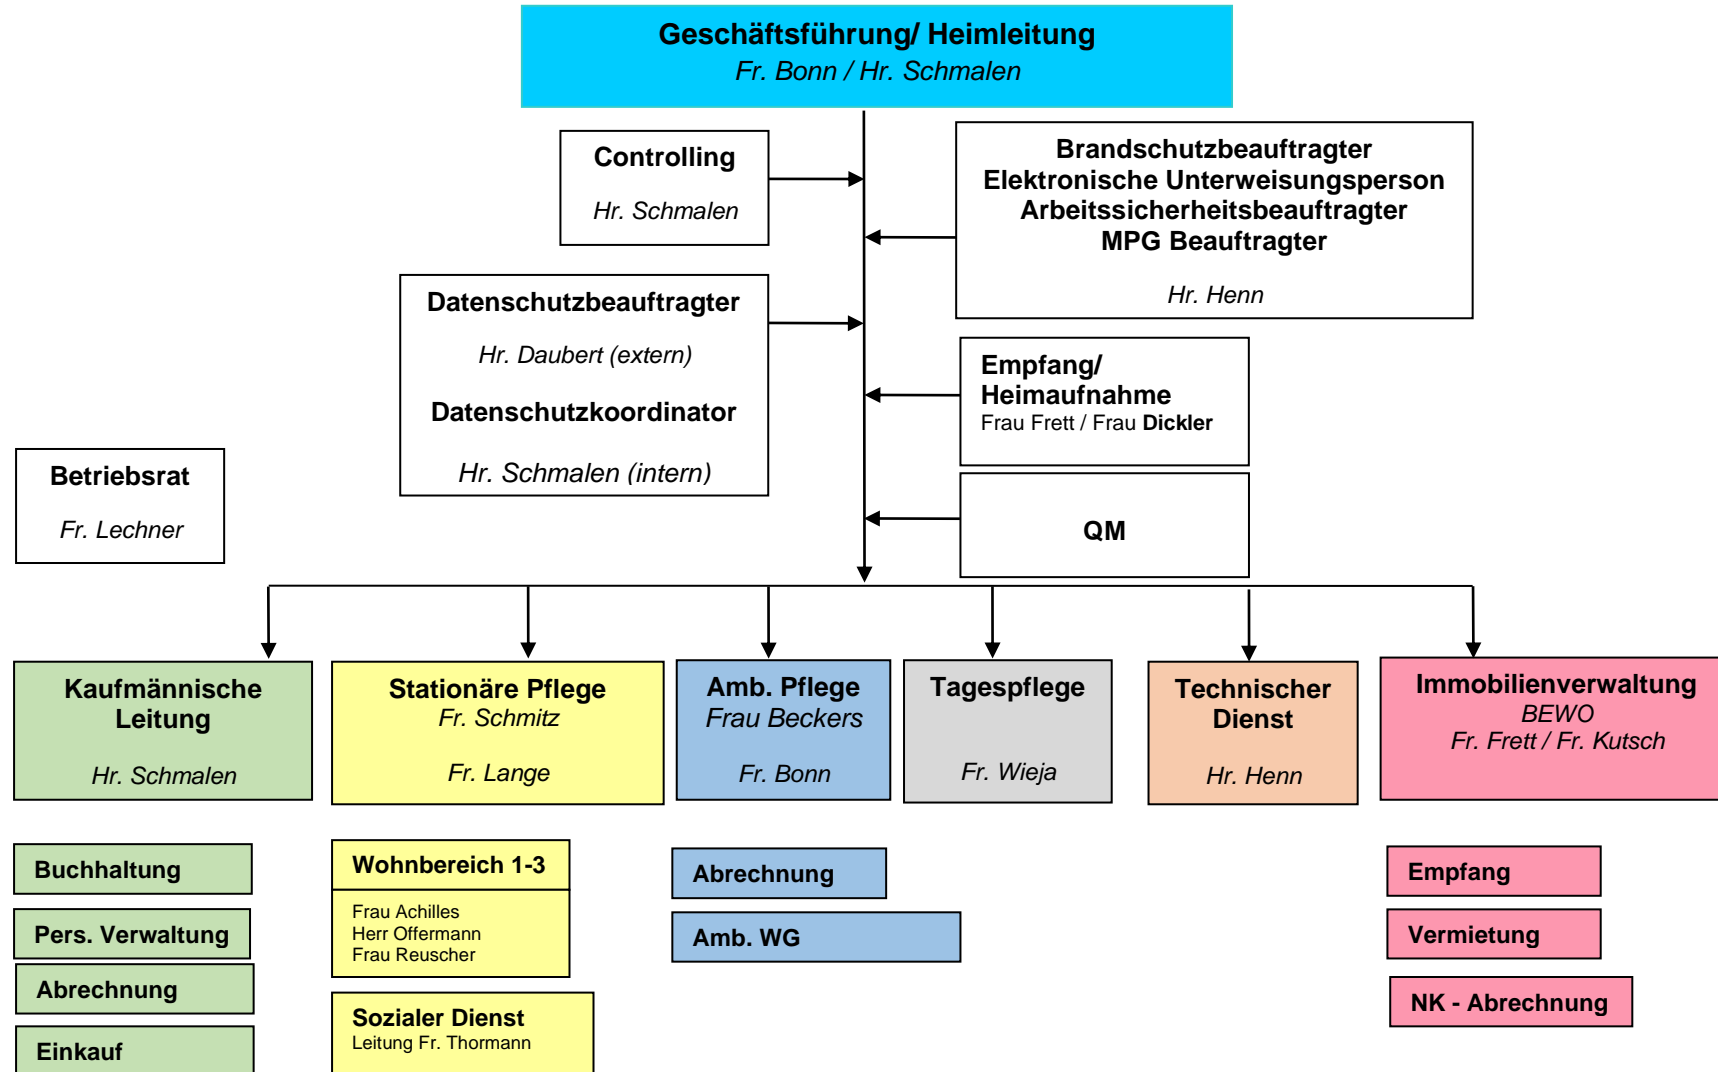 Geschäftsführung/ Heimleitung
Fr. Bonn / Hr. Schmalen
Controlling
Hr. Schmalen
Brandschutzbeauftragter
Elektronische Unterweisungsperson
Arbeitssicherheitsbeauftragter
MPG Beauftragter
Hr. Henn
Datenschutzbeauftragter
Hr. Daubert (extern)
Datenschutzkoordinator
Hr. Schmalen (intern)
Empfang/
Heimaufnahme
Frau Frett / Frau Dickler
Betriebsrat
Fr. Lechner
QM
Kaufmännische
Leitung
Hr. Schmalen
Stationäre Pflege
Fr. Schmitz
Fr. Lange
Amb. Pflege
Frau Beckers
Fr. Bonn
Tagespflege
Fr. Wieja
Technischer
Dienst
Hr. Henn
Immobilienverwaltung
BEWO
Fr. Frett / Fr. Kutsch
Buchhaltung
Pers. Verwaltung
Abrechnung
Einkauf
Wohnbereich 1-3
Frau Achilles
Herr Offermann
Frau Reuscher
Sozialer Dienst
Leitung Fr. Thormann
Abrechnung
Amb. WG
Empfang
Vermietung
NK - Abrechnung